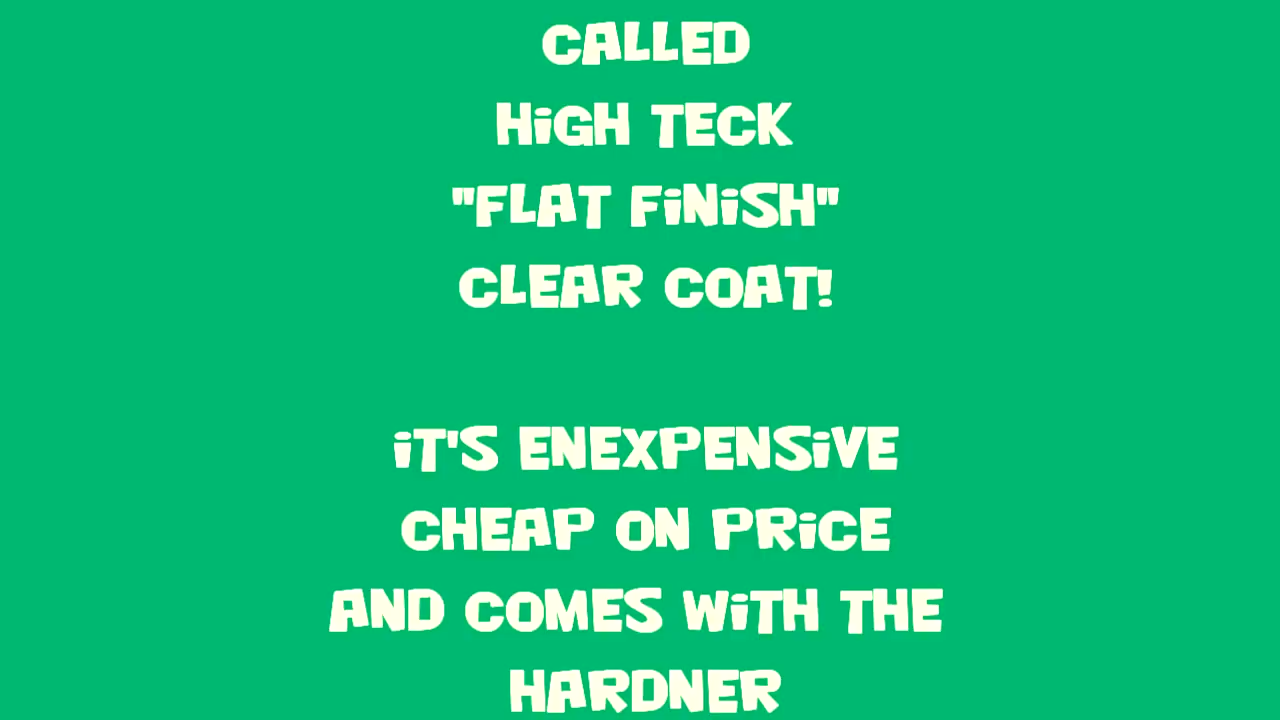 CALLED
HiGH TECK
"FLAT FiNiSH"
CLEAR COAT!
iT'S ENEXPENSiVE
CHEAP ON PRiCE
AND COMES WiTH THE
HARDNER